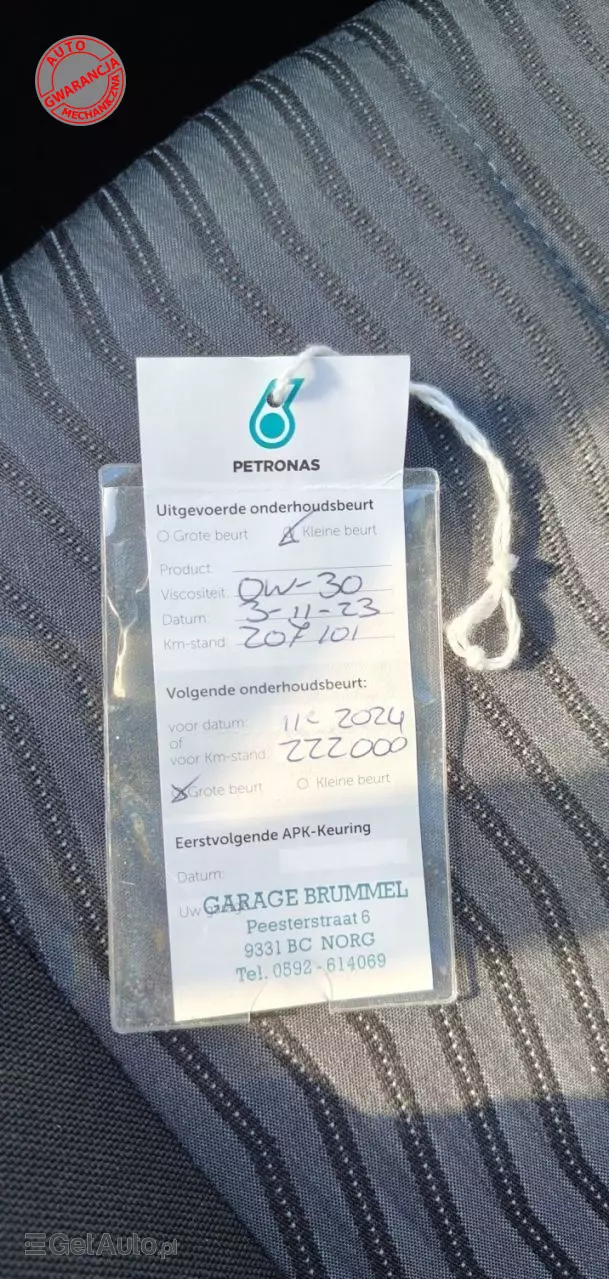 AUTO
GWARANCJA
MECHANICZNA
PETRONAS
Uitgevoerde onderhoudsbeurt
Grote beurt Kleine beurt
Product:
Viscositeit: 0W-30
Datum: 3-11-23
Km-stand: 207101
Volgende onderhoudsbeurt:
voor datum: 11e 2024
of
voor Km-stand: 222000
Grote beurt Kleine beurt
Eerstvolgende APK-Keuring
Datum:
Uw
GARAGE BRUMMEL
Peesterstraat 6
9331 BC NORG
Tel. 0592-614069
GetAuto.pl